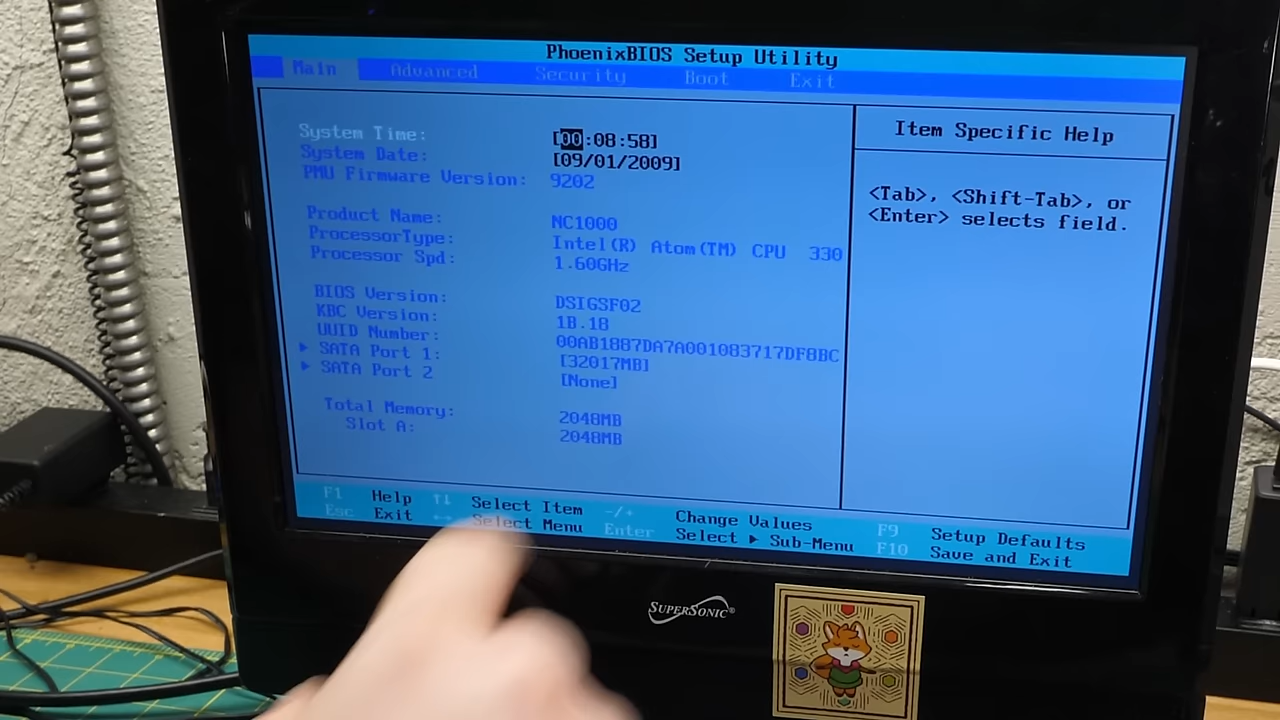 PhoenixBIOS Setup Utility
Main Advanced Security Boot Exit
System Time: [00:08:58]
System Date: [09/01/2009]
PMU Firmware Version: 9202
Product Name: NC1000
ProcessorType: Intel(R) Atom(TM) CPU 330
Processor Spd: 1.60GHz
BIOS Version: DSIGSF02
KBC Version: 1B.18
UUID Number: 00AB1887DA7A001083717DF8BC
SATA Port 1: [32017MB]
SATA Port 2 [None]
Total Memory: 2048MB
Slot A: 2048MB
Item Specific Help
<Tab>, <Shift-Tab>, or
<Enter> selects field.
F1 Help ↑↓ Select Item -/+ Change Values F9 Setup Defaults
Esc Exit ←→ Select Menu Enter Select ▶ Sub-Menu F10 Save and Exit
SUPERSONIC®